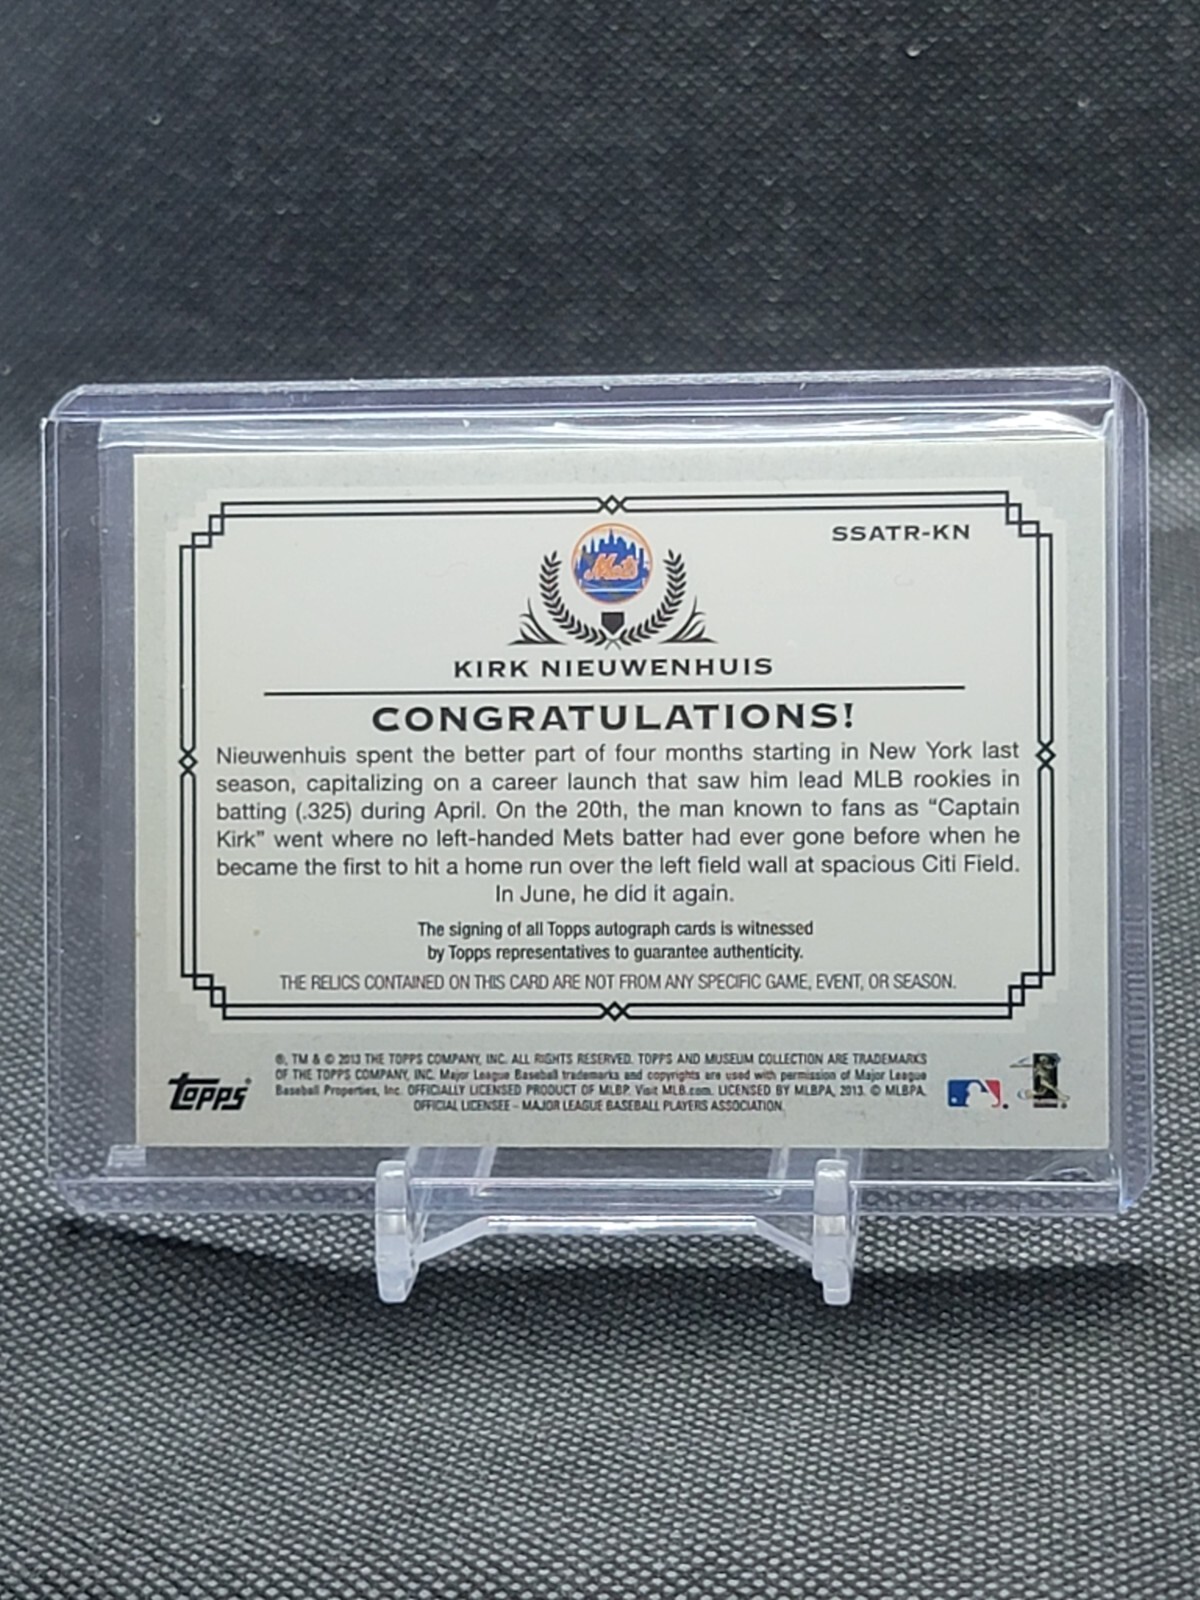 SSATR-KN
Mets
KIRK NIEUWENHUIS
CONGRATULATIONS!
Nieuwenhuis spent the better part of four months starting in New York last
season, capitalizing on a career launch that saw him lead MLB rookies in
batting (.325) during April. On the 20th, the man known to fans as “Captain
Kirk” went where no left-handed Mets batter had ever gone before when he
became the first to hit a home run over the left field wall at spacious Citi Field.
In June, he did it again.
The signing of all Topps autograph cards is witnessed
by Topps representatives to guarantee authenticity.
THE RELICS CONTAINED ON THIS CARD ARE NOT FROM ANY SPECIFIC GAME, EVENT, OR SEASON.
®, TM & © 2013 THE TOPPS COMPANY, INC. ALL RIGHTS RESERVED. TOPPS AND MUSEUM COLLECTION ARE TRADEMARKS
OF THE TOPPS COMPANY, INC. Major League Baseball trademarks and copyrights are used with permission of Major League
Baseball Properties, Inc. OFFICIALLY LICENSED PRODUCT OF MLBP. Visit MLB.com. LICENSED BY MLBPA, 2013. © MLBPA.
OFFICIAL LICENSEE – MAJOR LEAGUE BASEBALL PLAYERS ASSOCIATION.
Topps®